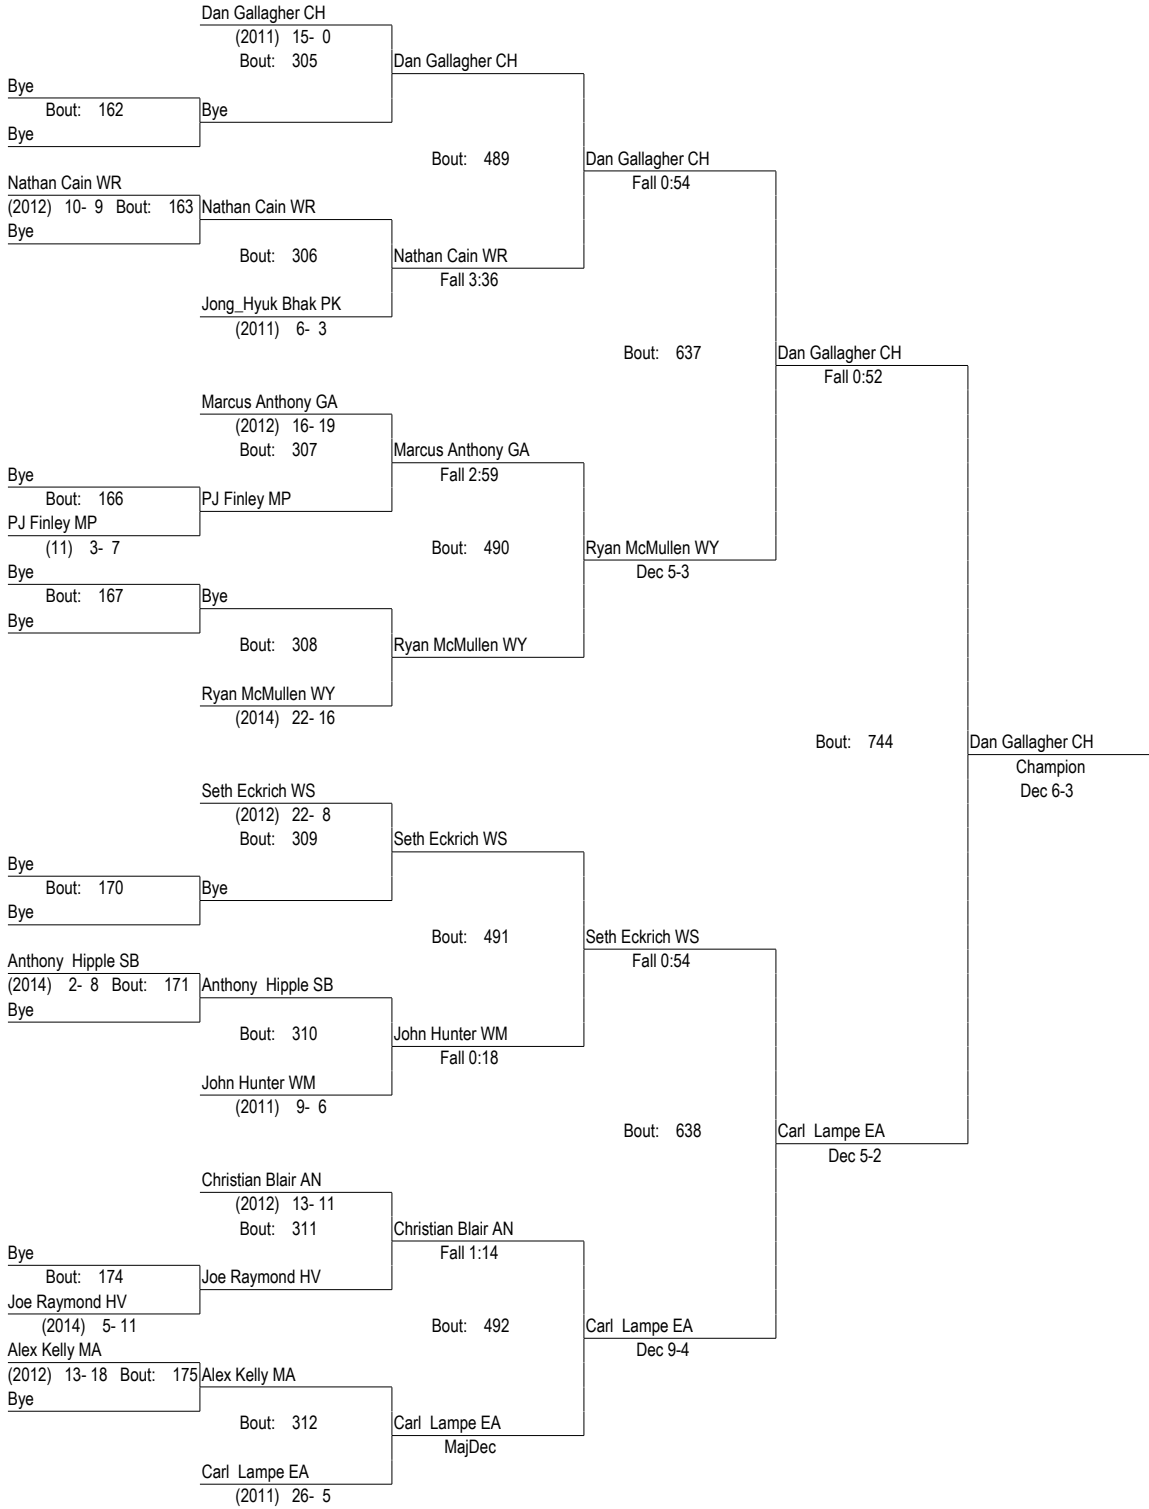 Dan Gallagher CH
(2011) 15- 0
Bout: 305 Dan Gallagher CH
Bye
Bout: 162 Bye
Bye
Bout: 489 Dan Gallagher CH
Nathan Cain WR Fall 0:54
(2012) 10- 9 Bout: 163 Nathan Cain WR
Bye
Bout: 306 Nathan Cain WR
Fall 3:36
Jong_Hyuk Bhak PK
(2011) 6- 3
Bout: 637 Dan Gallagher CH
Fall 0:52
Marcus Anthony GA
(2012) 16- 19
Bout: 307 Marcus Anthony GA
Bye Fall 2:59
Bout: 166 PJ Finley MP
PJ Finley MP
(11) 3- 7 Bout: 490 Ryan McMullen WY
Bye Dec 5-3
Bout: 167 Bye
Bye
Bout: 308 Ryan McMullen WY
Ryan McMullen WY
(2014) 22- 16
Bout: 744 Dan Gallagher CH
Champion
Seth Eckrich WS Dec 6-3
(2012) 22- 8
Bout: 309 Seth Eckrich WS
Bye
Bout: 170 Bye
Bye
Bout: 491 Seth Eckrich WS
Anthony Hipple SB Fall 0:54
(2014) 2- 8 Bout: 171 Anthony Hipple SB
Bye
Bout: 310 John Hunter WM
Fall 0:18
John Hunter WM
(2011) 9- 6
Bout: 638 Carl Lampe EA
Dec 5-2
Christian Blair AN
(2012) 13- 11
Bout: 311 Christian Blair AN
Bye Fall 1:14
Bout: 174 Joe Raymond HV
Joe Raymond HV
(2014) 5- 11 Bout: 492 Carl Lampe EA
Alex Kelly MA Dec 9-4
(2012) 13- 18 Bout: 175 Alex Kelly MA
Bye
Bout: 312 Carl Lampe EA
MajDec
Carl Lampe EA
(2011) 26- 5